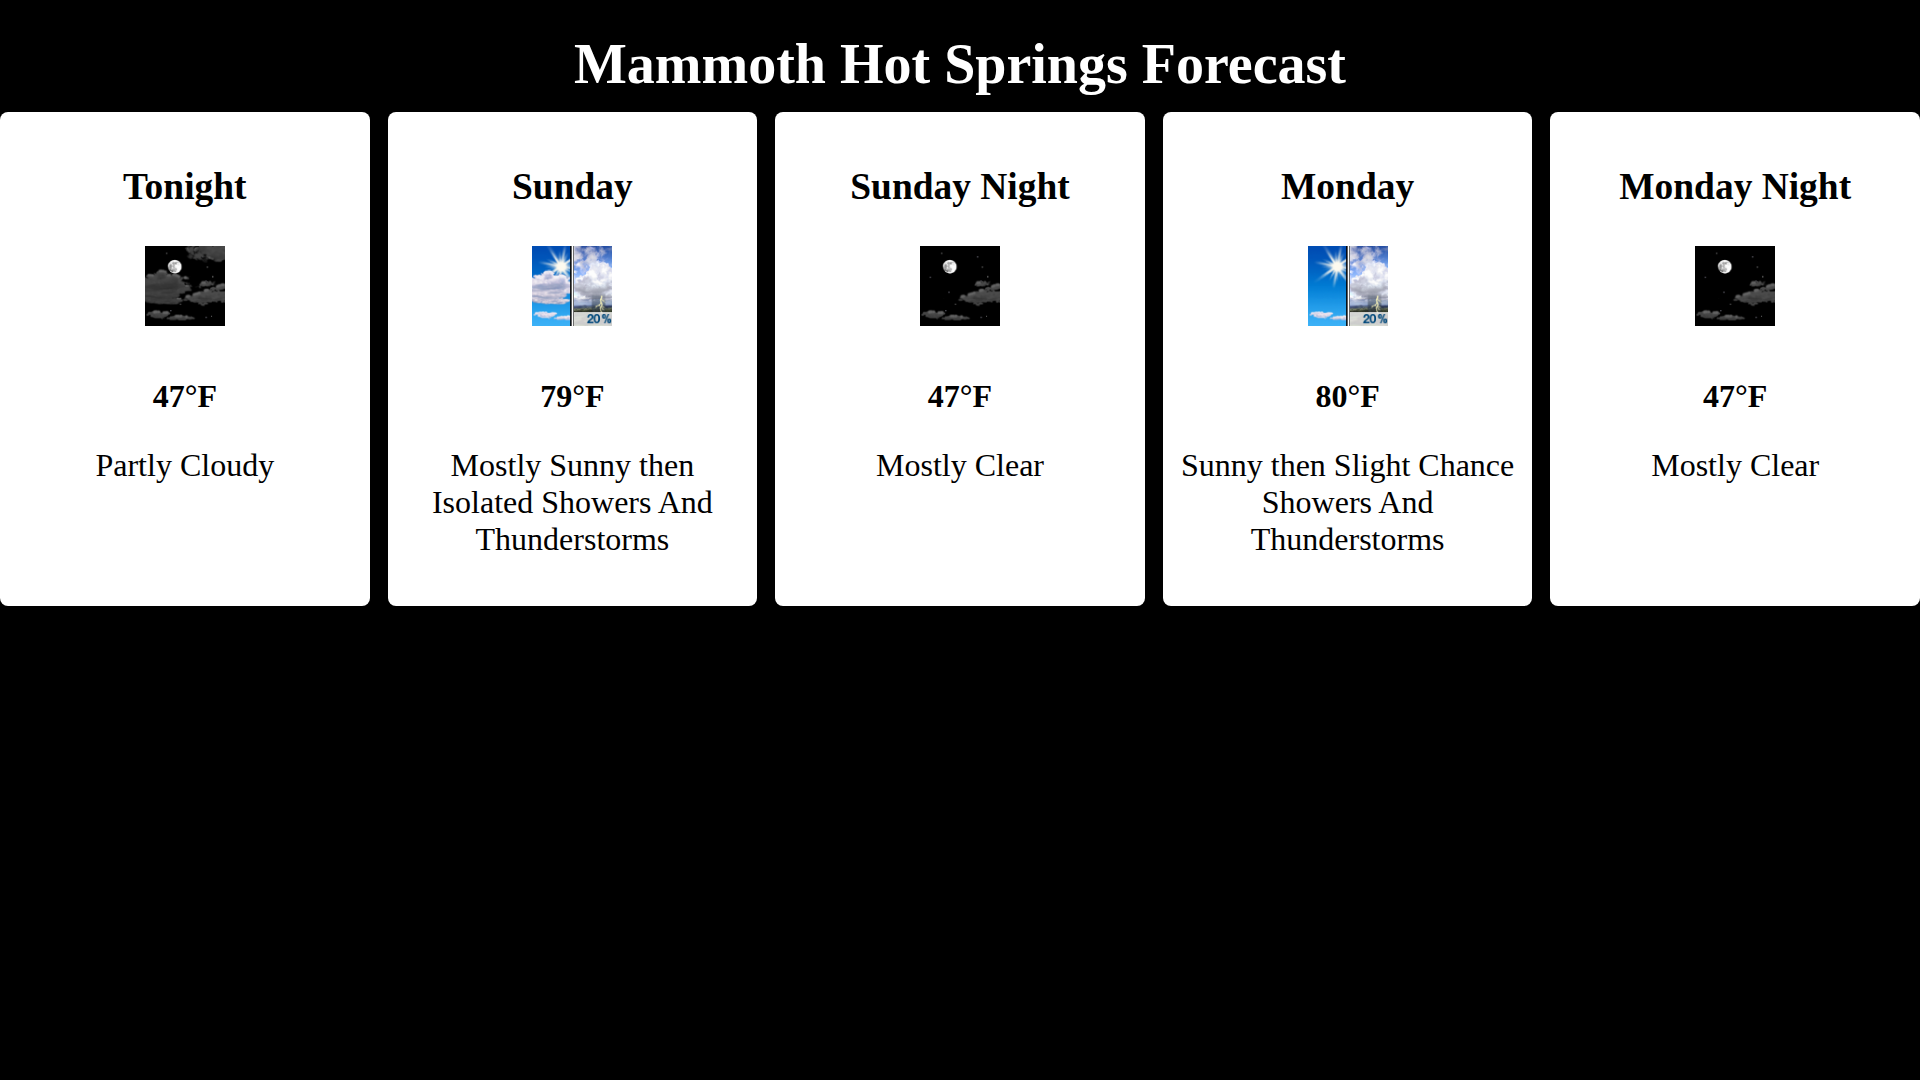 Mammoth Hot Springs Forecast
Tonight
47°F
Partly Cloudy
Sunday
20%
79°F
Mostly Sunny then
Isolated Showers And
Thunderstorms
Sunday Night
47°F
Mostly Clear
Monday
20%
80°F
Sunny then Slight Chance
Showers And
Thunderstorms
Monday Night
47°F
Mostly Clear